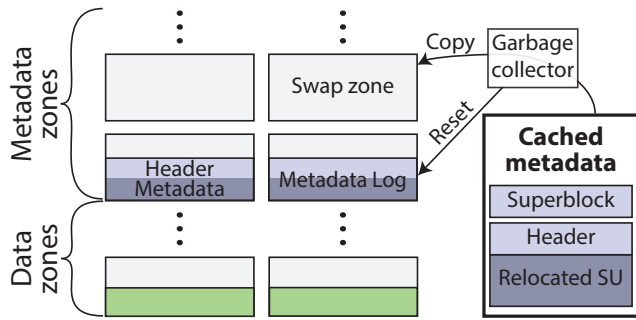 Metadata
zones
Data
zones
Swap zone
Header
Metadata
Metadata Log
Copy
Reset
Garbage
collector
Cached
metadata
Superblock
Header
Relocated SU